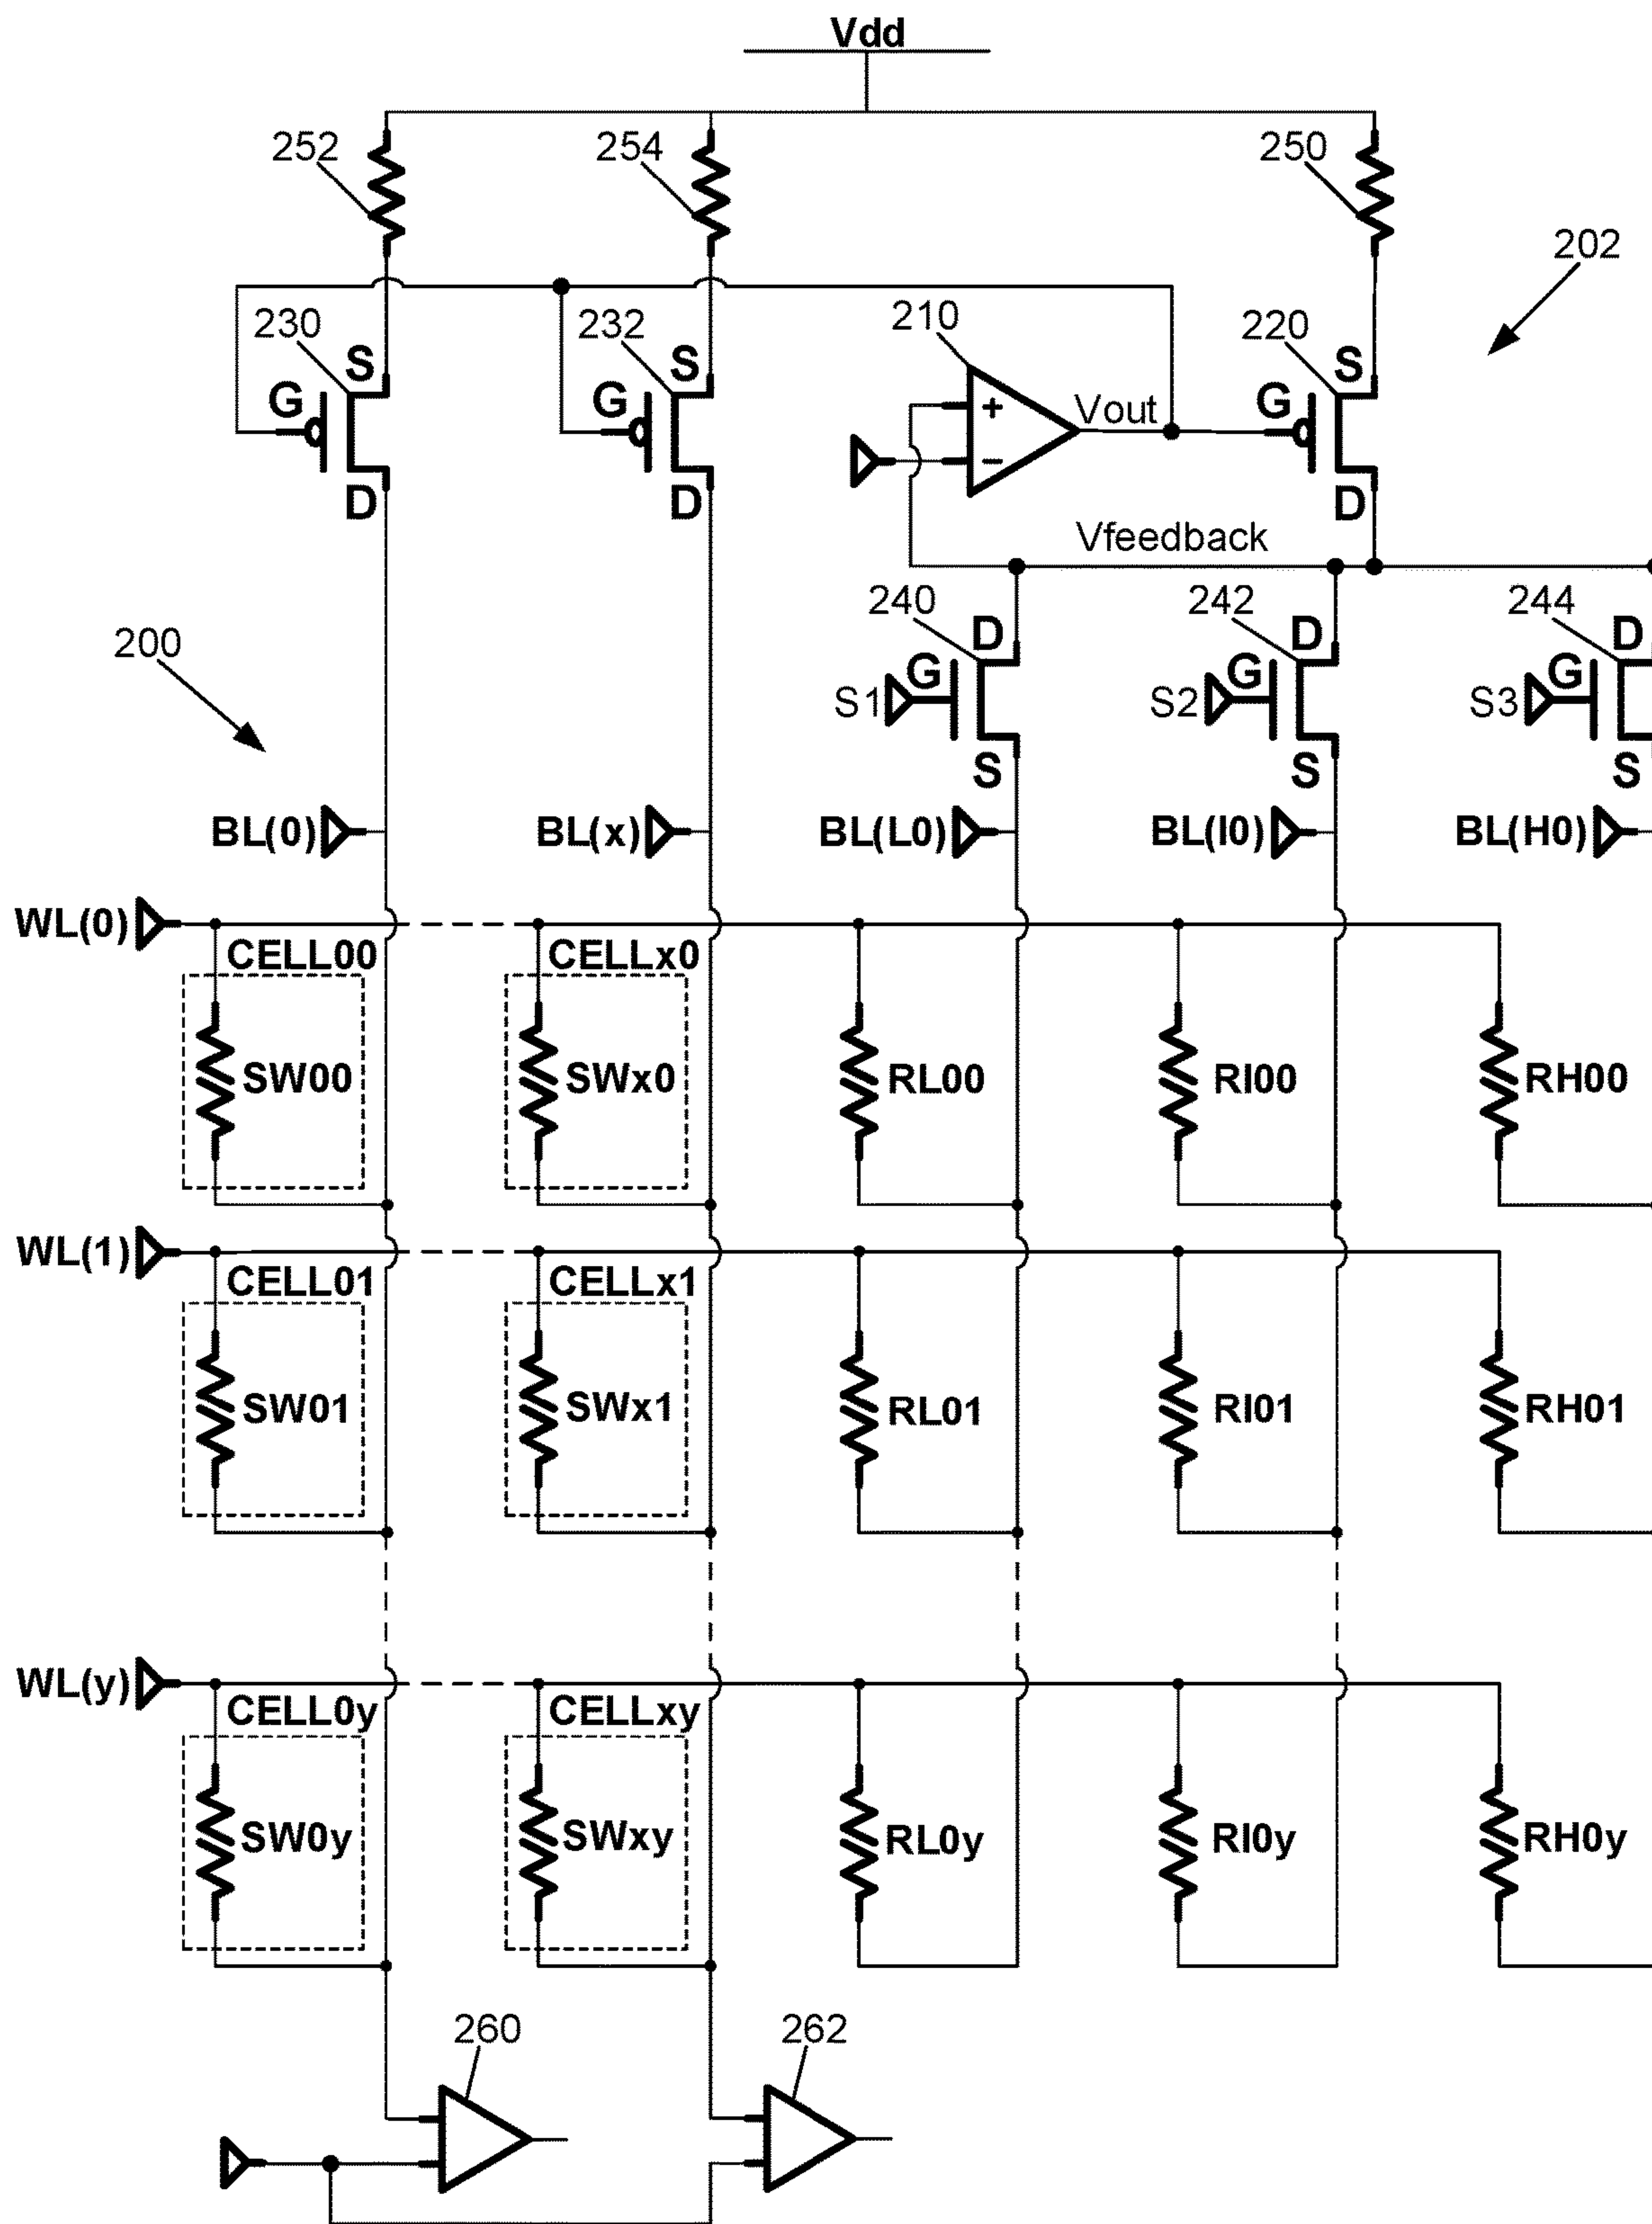 Vdd
252
254
250
202
230
232
210
220
S
S
S
G
G
+
Vout
G
−
D
D
D
Vfeedback
200
240
242
244
D
D
D
S1
G
S2
G
S3
G
S
S
S
BL(0)
BL(x)
BL(L0)
BL(I0)
BL(H0)
WL(0)
CELL00
CELLx0
SW00
SWx0
RL00
RI00
RH00
WL(1)
CELL01
CELLx1
SW01
SWx1
RL01
RI01
RH01
WL(y)
CELL0y
CELLxy
SW0y
SWxy
RL0y
RI0y
RH0y
260
262